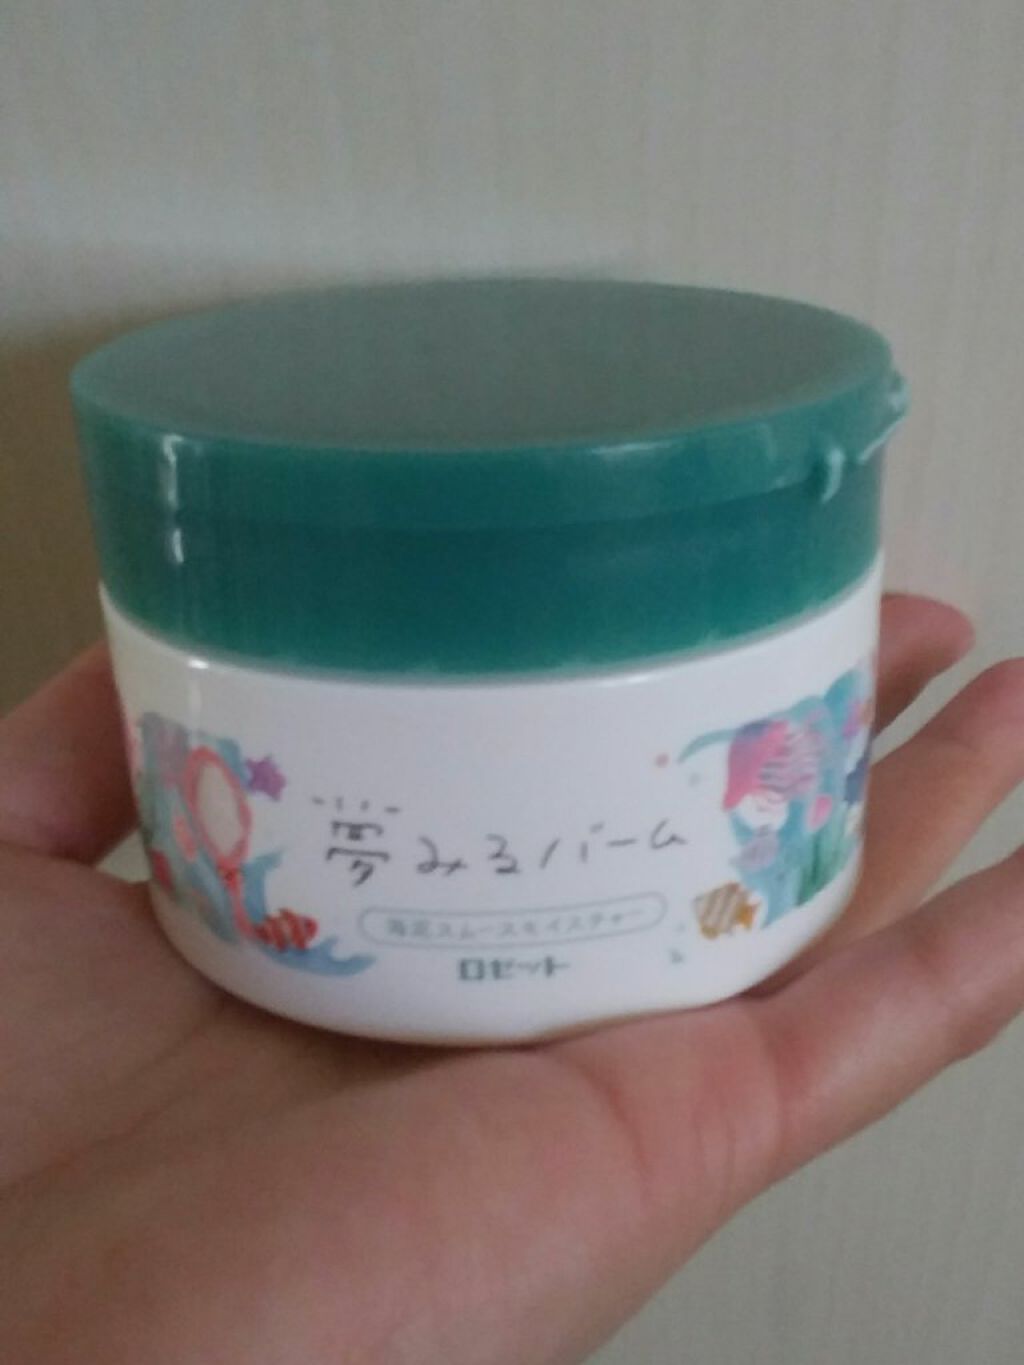 夢みるバーム
海泥スムースモイスチャー
ロゼット